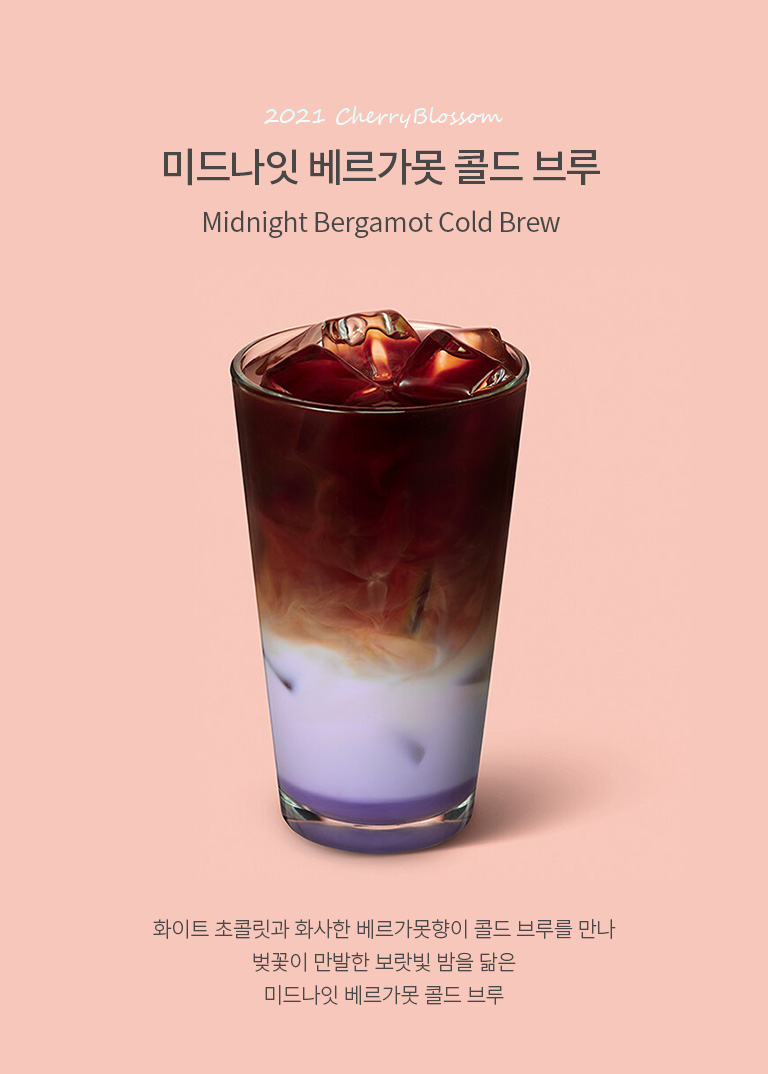 2021 CherryBlossom
미드나잇 베르가못 콜드 브루
Midnight Bergamot Cold Brew
화이트 초콜릿과 화사한 베르가못향이 콜드 브루를 만나
벚꽃이 만발한 보랏빛 밤을 닮은
미드나잇 베르가못 콜드 브루